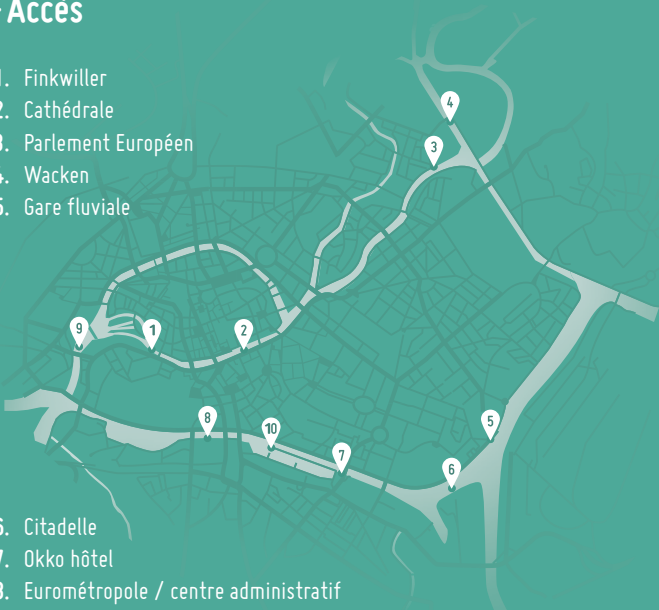 Accès
1. Finkwiller
2. Cathédrale
3. Parlement Européen
4. Wacken
5. Gare fluviale
4
3
9
1
2
8
10
7
5
6
6. Citadelle
7. Okko hôtel
8. Eurométropole / centre administratif